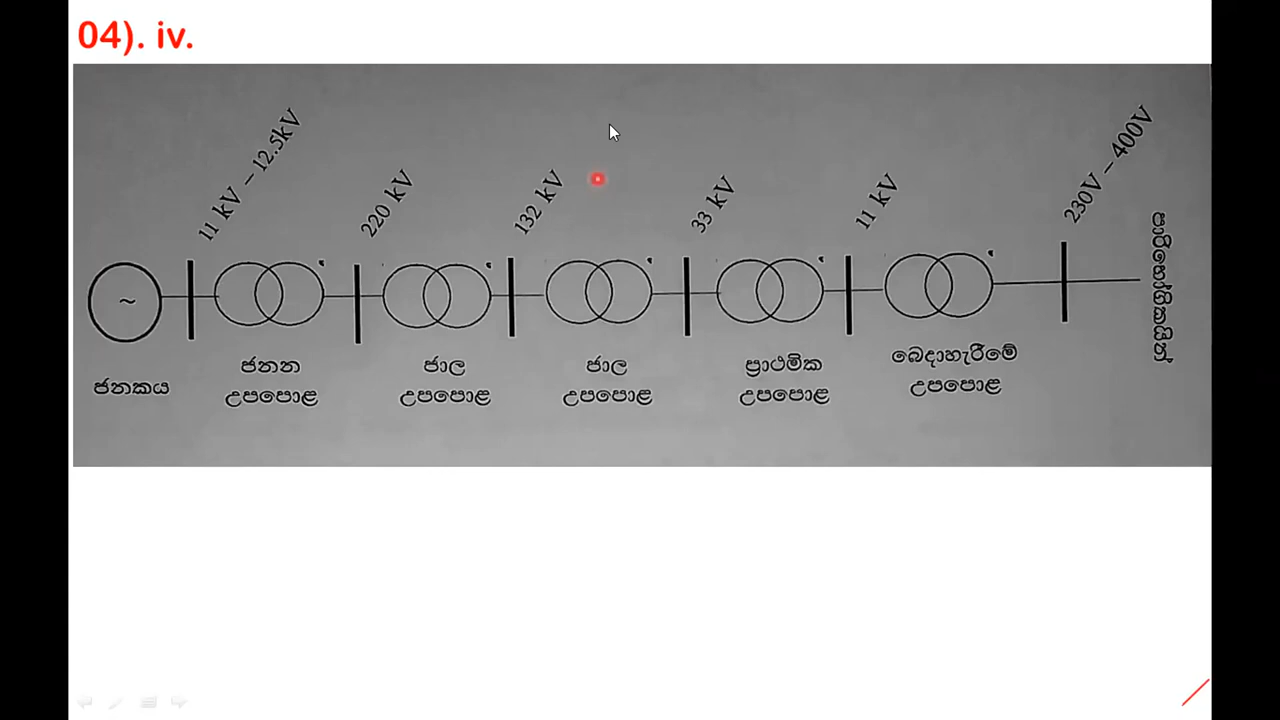 04). iv.
11 kV – 12.5kV
220 kV
132 kV
33 kV
11 kV
230V – 400V
පාරිභෝගිකයින්
~
ජනකය
ජනන
උපපොළ
ජාල
උපපොළ
ජාල
උපපොළ
ප්‍රාථමික
උපපොළ
බෙදාහැරීමේ
උපපොළ